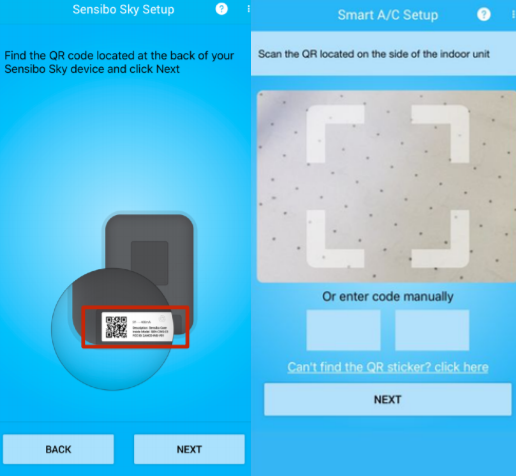 Sensibo Sky Setup
?
Find the QR code located at the back of your
Sensibo Sky device and click Next
BACK
NEXT
Smart A/C Setup
?
Scan the QR located on the side of the indoor unit
Or enter code manually
Can't find the QR sticker? click here
NEXT